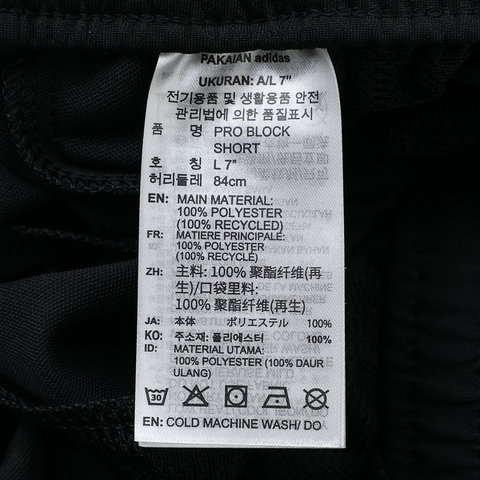 PAKAIAN adidas
UKURAN: A/L 7"
전기용품 및 생활용품 안전
관리법에 의한 품질표시
품 명 PRO BLOCK
SHORT
호 칭 L 7"
허리둘레 84cm
EN: MAIN MATERIAL:
100% POLYESTER
(100% RECYCLED)
FR: MATIERE PRINCIPALE:
100% POLYESTER
(100% RECYCLÉ)
ZH: 主料: 100% 聚酯纤维(再
生)/口袋里料:
100% 聚酯纤维(再生)
JA: 本体 ポリエステル 100%
KO: 주소재: 폴리에스터 100%
ID: MATERIAL UTAMA:
100% POLYESTER (100% DAUR
ULANG)
30
EN: COLD MACHINE WASH/ DO